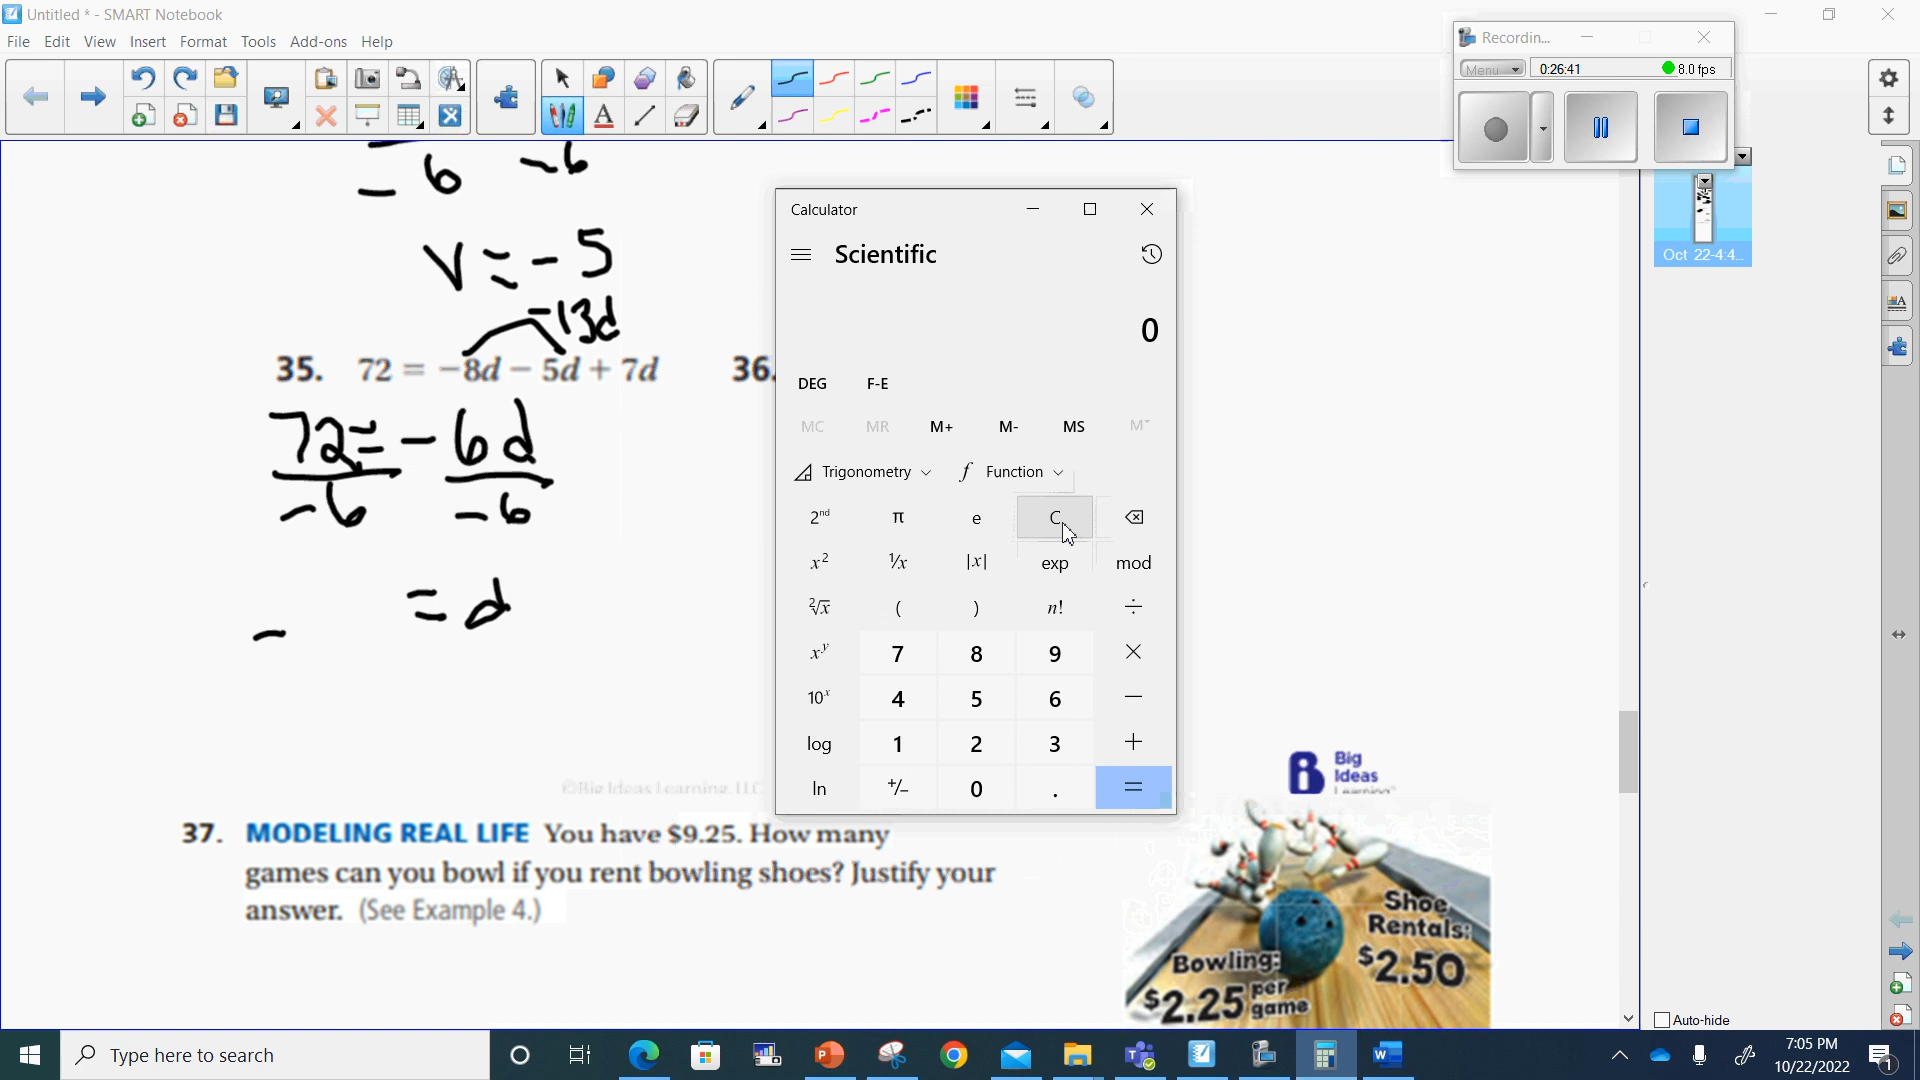 Untitled * - SMART Notebook
File Edit View Insert Format Tools Add-ons Help
Recordin...
Menu 0:26:41 8.0 fps
- 6 - 6
v = - 5
- 13d
35. 72 = −8d − 5d + 7d
36.
72 = - 6d
- 6 - 6
- = d
Calculator
Scientific
0
DEG F-E
MC MR M+ M- MS M˅
Trigonometry f Function
2nd π e C
x² ¹⁄x |x| exp mod
²√x ( ) n! ÷
xʸ 7 8 9 ×
10ˣ 4 5 6 −
log 1 2 3 +
ln +/− 0 . =
Oct 22-4:4...
©Big Ideas Learning, LLC
Big
Ideas
Learning
37. MODELING REAL LIFE You have $9.25. How many
games can you bowl if you rent bowling shoes? Justify your
answer. (See Example 4.)
Shoe
Rentals:
$2.50
Bowling:
$2.25 per
game
Auto-hide
Type here to search
7:05 PM
10/22/2022
1